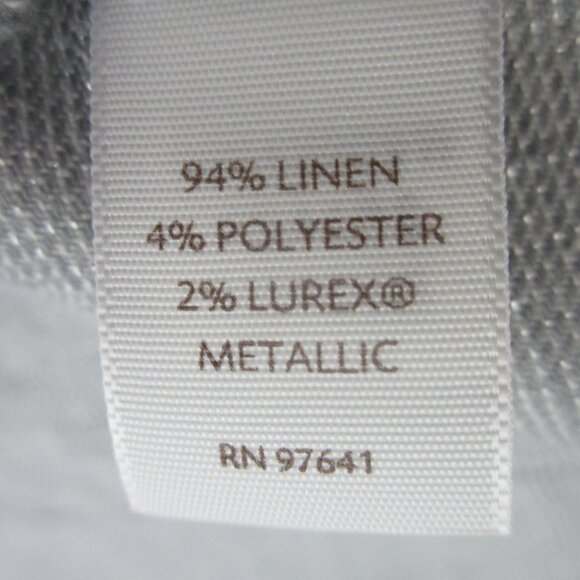 94% LINEN
4% POLYESTER
2% LUREX®
METALLIC
RN 97641